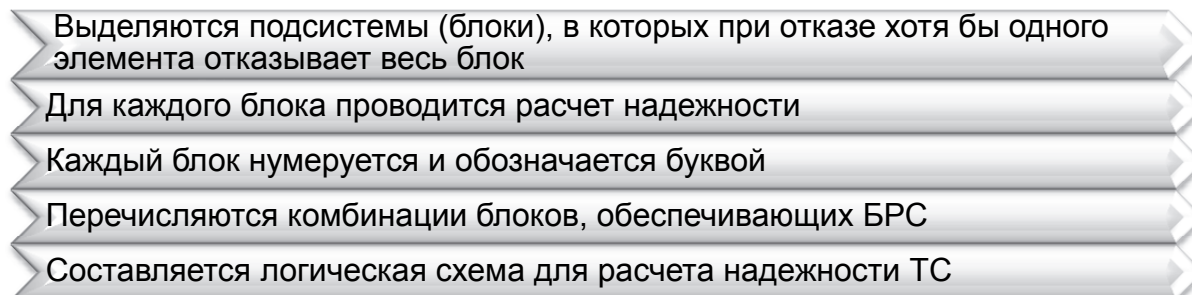 Выделяются подсистемы (блоки), в которых при отказе хотя бы одного
элемента отказывает весь блок
Для каждого блока проводится расчет надежности
Каждый блок нумеруется и обозначается буквой
Перечисляются комбинации блоков, обеспечивающих БРС
Составляется логическая схема для расчета надежности ТС